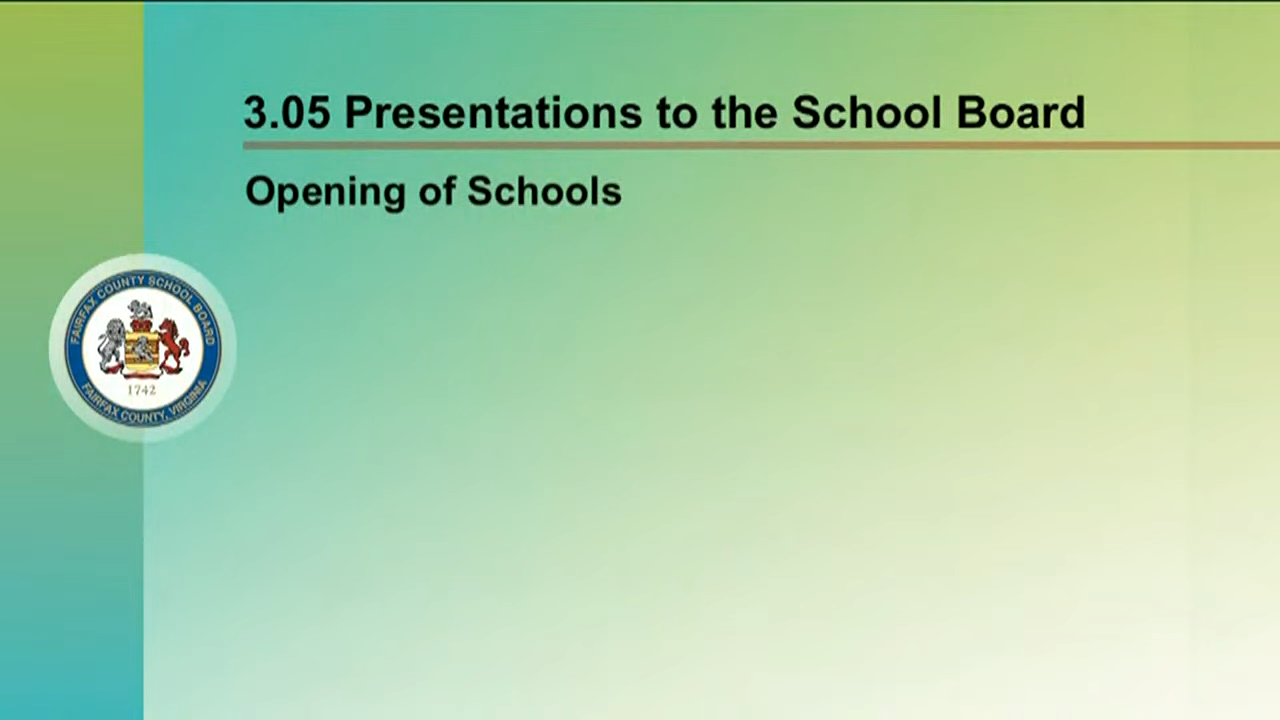 3.05 Presentations to the School Board
Opening of Schools
FAIRFAX COUNTY SCHOOL BOARD
1742
FAIRFAX COUNTY, VIRGINIA